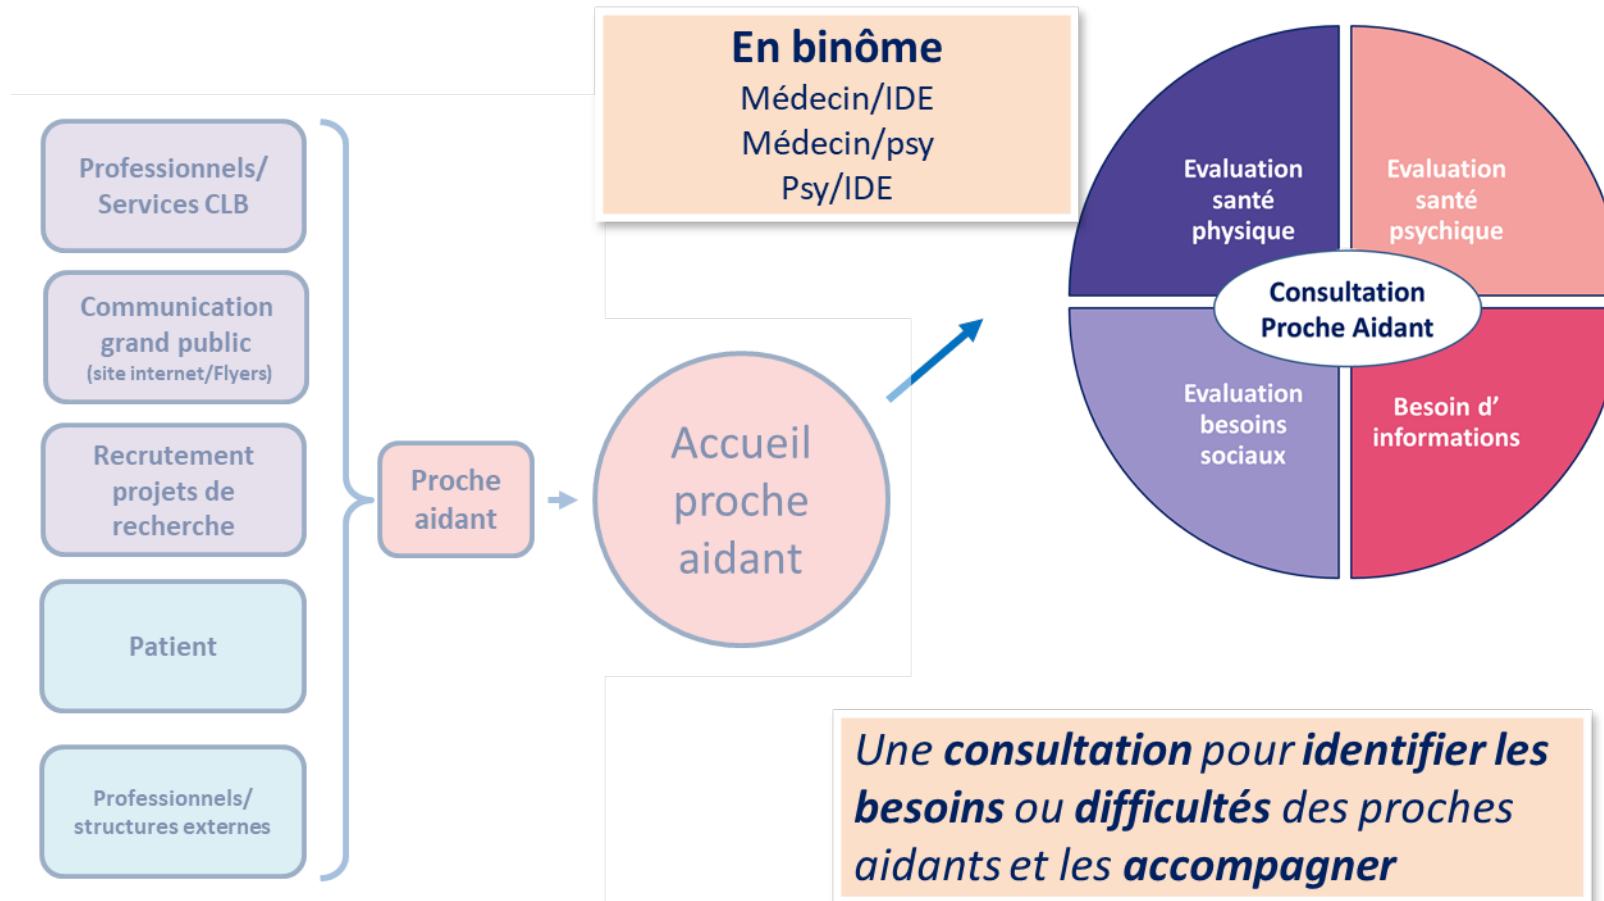 En binôme
Médecin/IDE
Médecin/psy
Psy/IDE
Professionnels/
Services CLB
Communication
grand public
(site internet/Flyers)
Recrutement
projets de
recherche
Patient
Professionnels/
structures externes
Proche
aidant
Accueil
proche
aidant
Evaluation
santé
physique
Evaluation
santé
psychique
Consultation
Proche Aidant
Evaluation
besoins
sociaux
Besoin d’
informations
Une consultation pour identifier les
besoins ou difficultés des proches
aidants et les accompagner